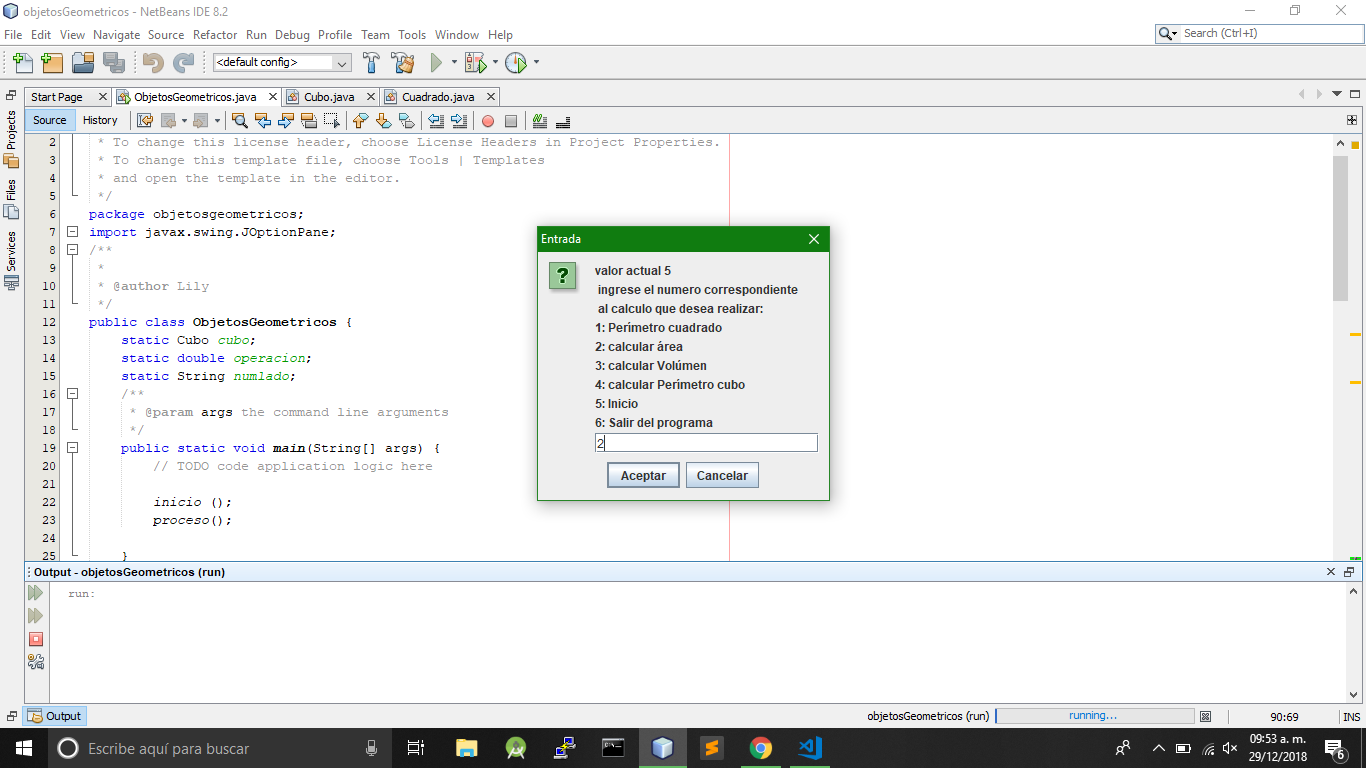 objetosGeometricos - NetBeans IDE 8.2
File Edit View Navigate Source Refactor Run Debug Profile Team Tools Window Help
Search (Ctrl+I)
<default config>
Start Page ObjetosGeometricos.java Cubo.java Cuadrado.java
Source History
Projects
Files
Services
2 * To change this license header, choose License Headers in Project Properties.
3 * To change this template file, choose Tools | Templates
4 * and open the template in the editor.
5 */
6 package objetosgeometricos;
7 import javax.swing.JOptionPane;
8 /**
9 *
10 * @author Lily
11 */
12 public class ObjetosGeometricos {
13 static Cubo cubo;
14 static double operacion;
15 static String numlado;
16 /**
17 * @param args the command line arguments
18 */
19 public static void main(String[] args) {
20 // TODO code application logic here
21
22 inicio ();
23 proceso();
24
25 }
Entrada
valor actual 5
ingrese el numero correspondiente
al calculo que desea realizar:
1: Perímetro cuadrado
2: calcular área
3: calcular Volúmen
4: calcular Perímetro cubo
5: Inicio
6: Salir del programa
2
Aceptar Cancelar
Output - objetosGeometricos (run)
run:
Output
objetosGeometricos (run) running... 90:69 INS
Escribe aquí para buscar
09:53 a. m.
29/12/2018
6